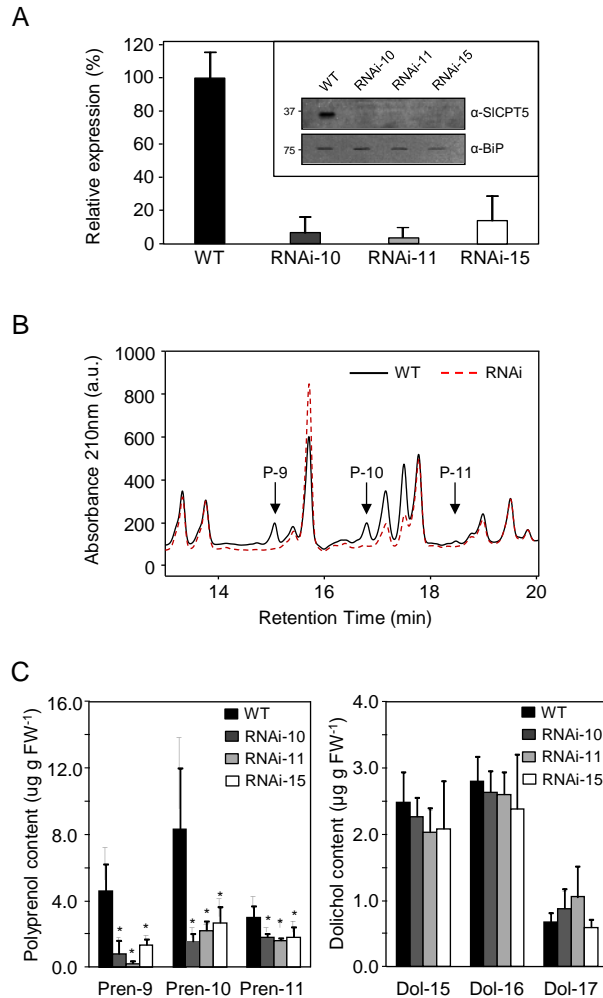 A
Relative expression (%)
120
100
80
60
40
20
0
WT RNAi-10 RNAi-11 RNAi-15
37
α-SlCPT5
75
α-BiP
WT RNAi-10 RNAi-11 RNAi-15
B
Absorbance 210nm (a.u.)
1000
800
600
400
200
0
WT RNAi
P-9 P-10 P-11
14 16 18 20
Retention Time (min)
C
Polyprenol content (ug g FW-1)
16.0
12.0
8.0
4.0
0.0
WT
RNAi-10
RNAi-11
RNAi-15
* * * * * * * * *
Pren-9 Pren-10 Pren-11
Dolichol content (µg g FW-1)
4.0
3.0
2.0
1.0
0.0
WT
RNAi-10
RNAi-11
RNAi-15
Dol-15 Dol-16 Dol-17